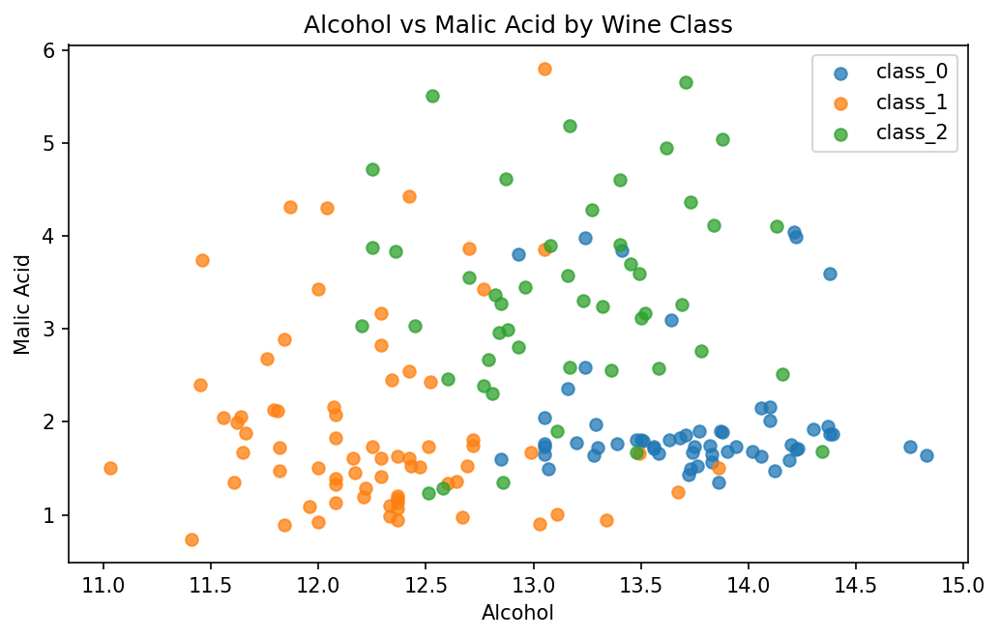 Alcohol vs Malic Acid by Wine Class
class_0
class_1
class_2
6
5
4
3
2
1
Malic Acid
11.0 11.5 12.0 12.5 13.0 13.5 14.0 14.5 15.0
Alcohol